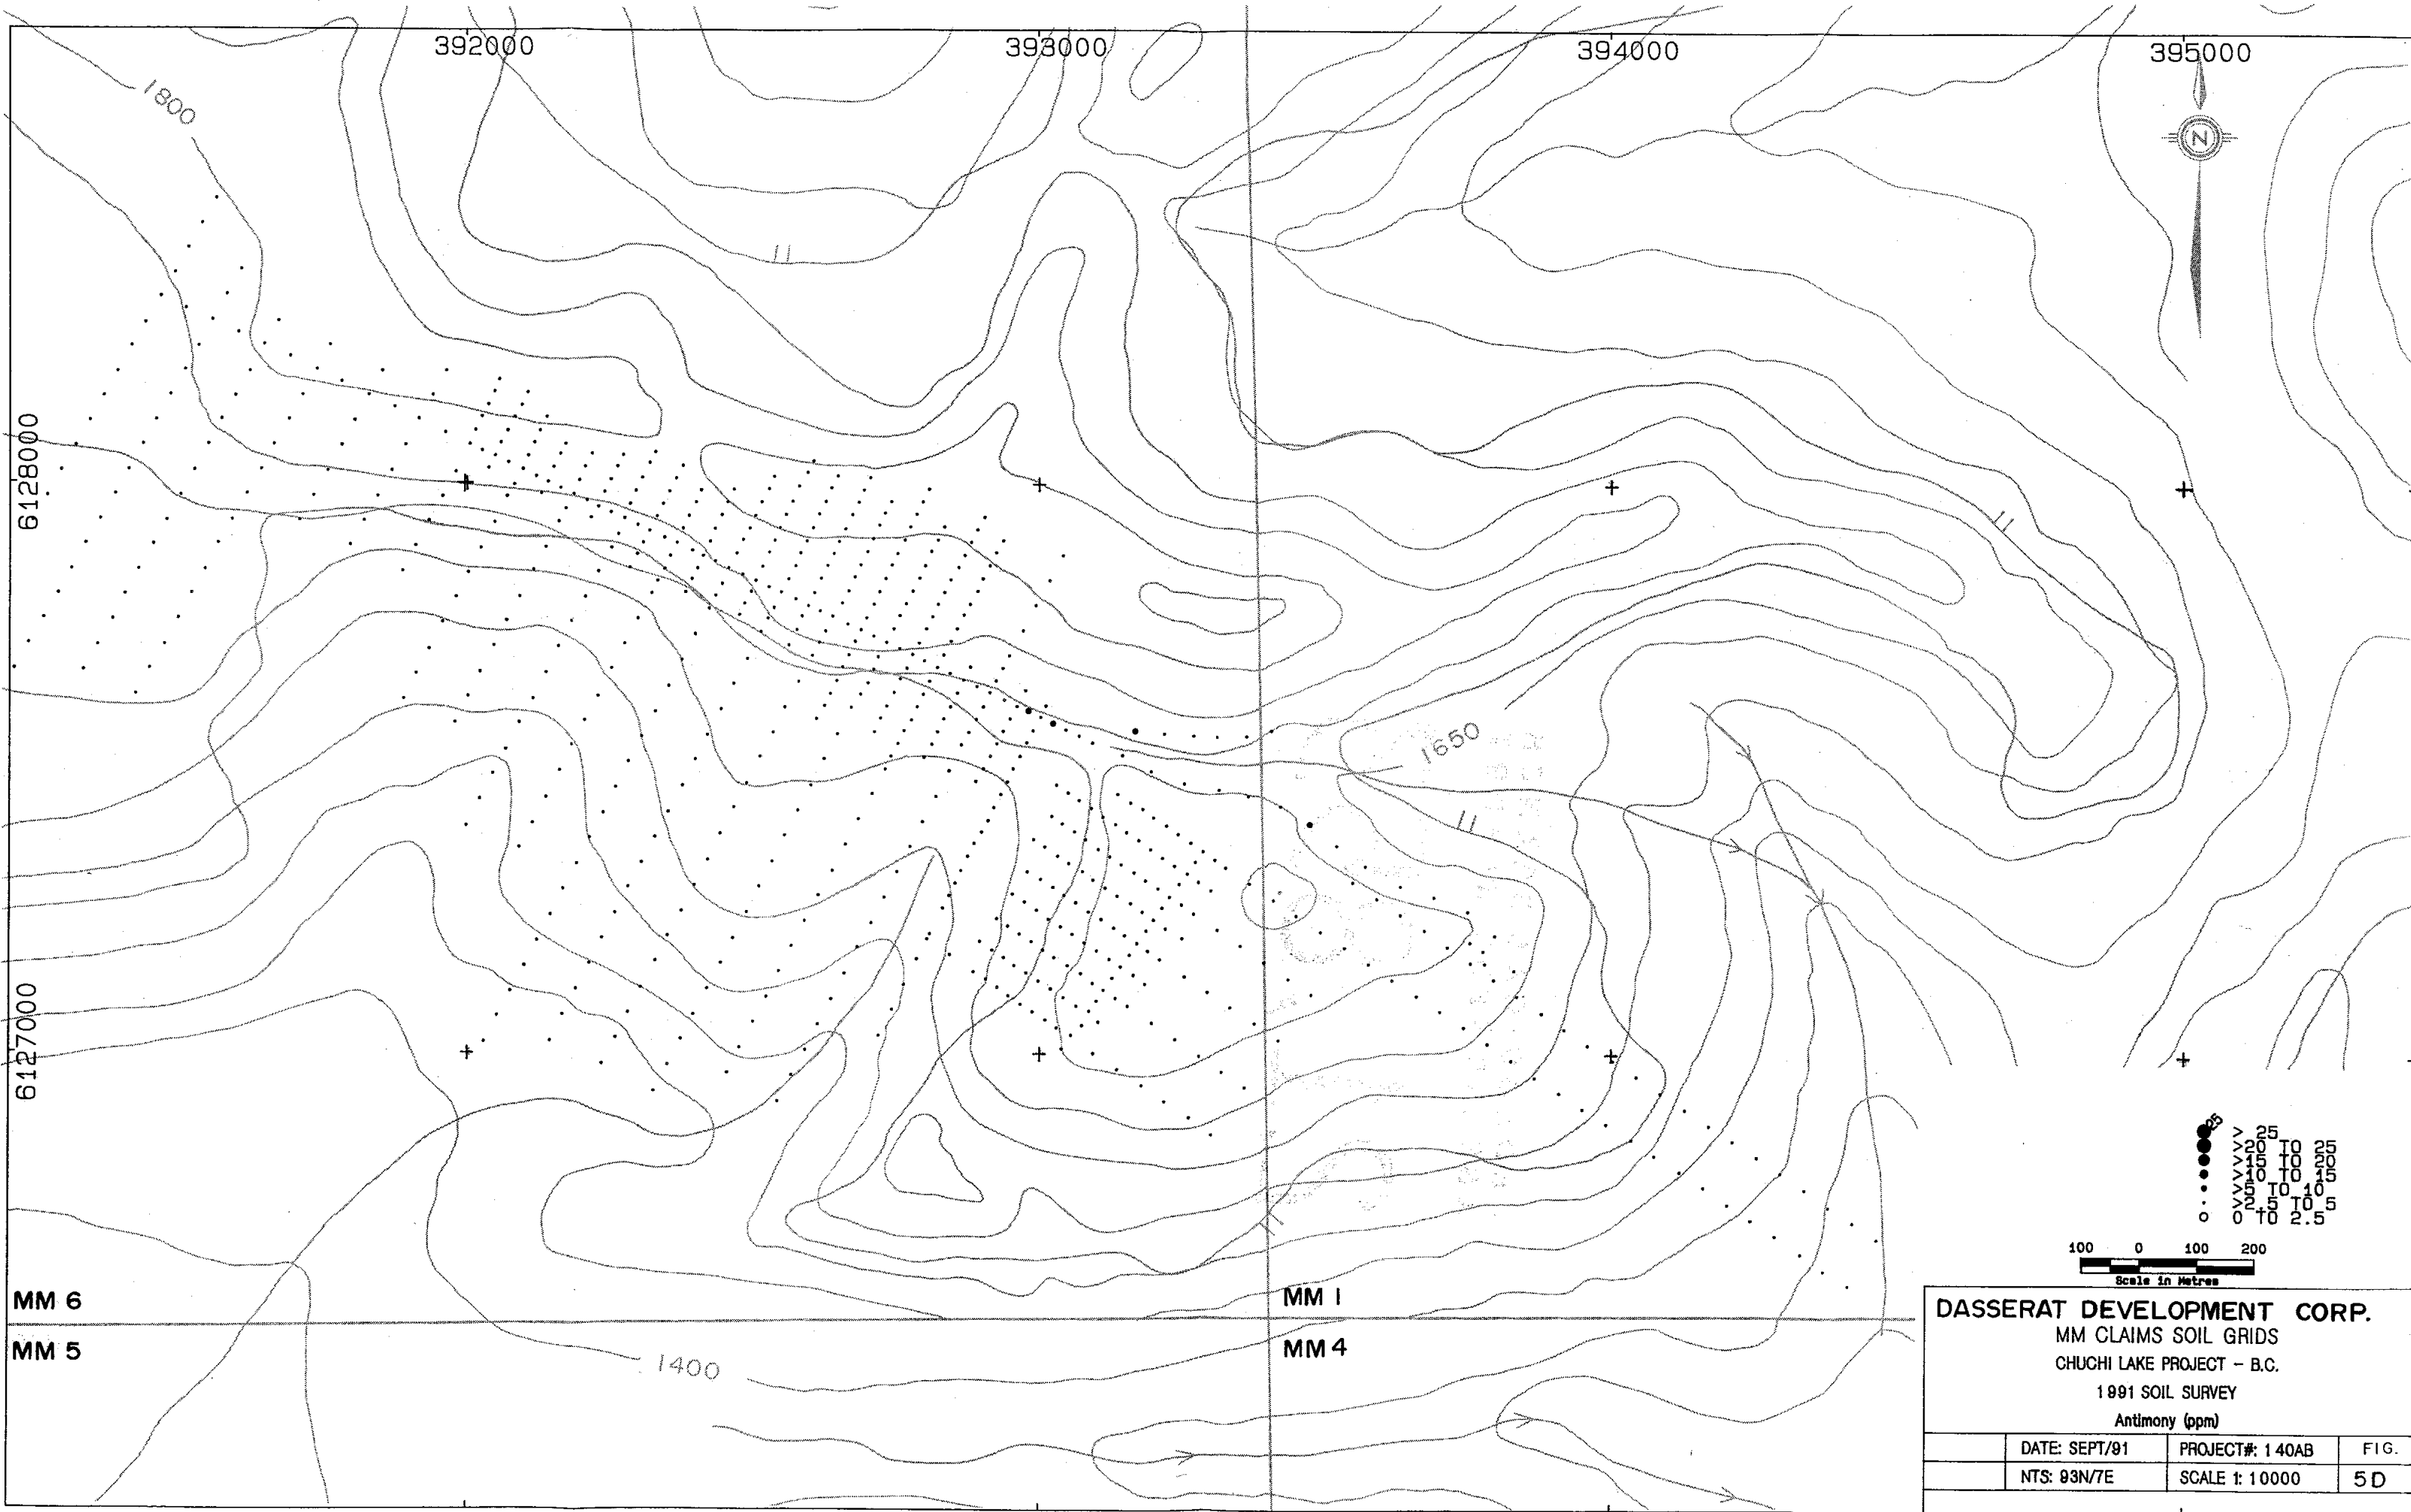 392000 393000 394000 395000
1800
N
6128000
1650
6127000
25
> 25
>20 TO 25
>15 TO 20
>10 TO 15
>5 TO 10
>2.5 TO 5
0 TO 2.5
100 0 100 200
Scale in Metres
MM 6 MM 1
MM 5 MM 4
1400
DASSERAT DEVELOPMENT CORP.
MM CLAIMS SOIL GRIDS
CHUCHI LAKE PROJECT - B.C.
1991 SOIL SURVEY
Antimony (ppm)
DATE: SEPT/91 PROJECT#: 140AB FIG.
NTS: 93N/7E SCALE 1: 10000 5D